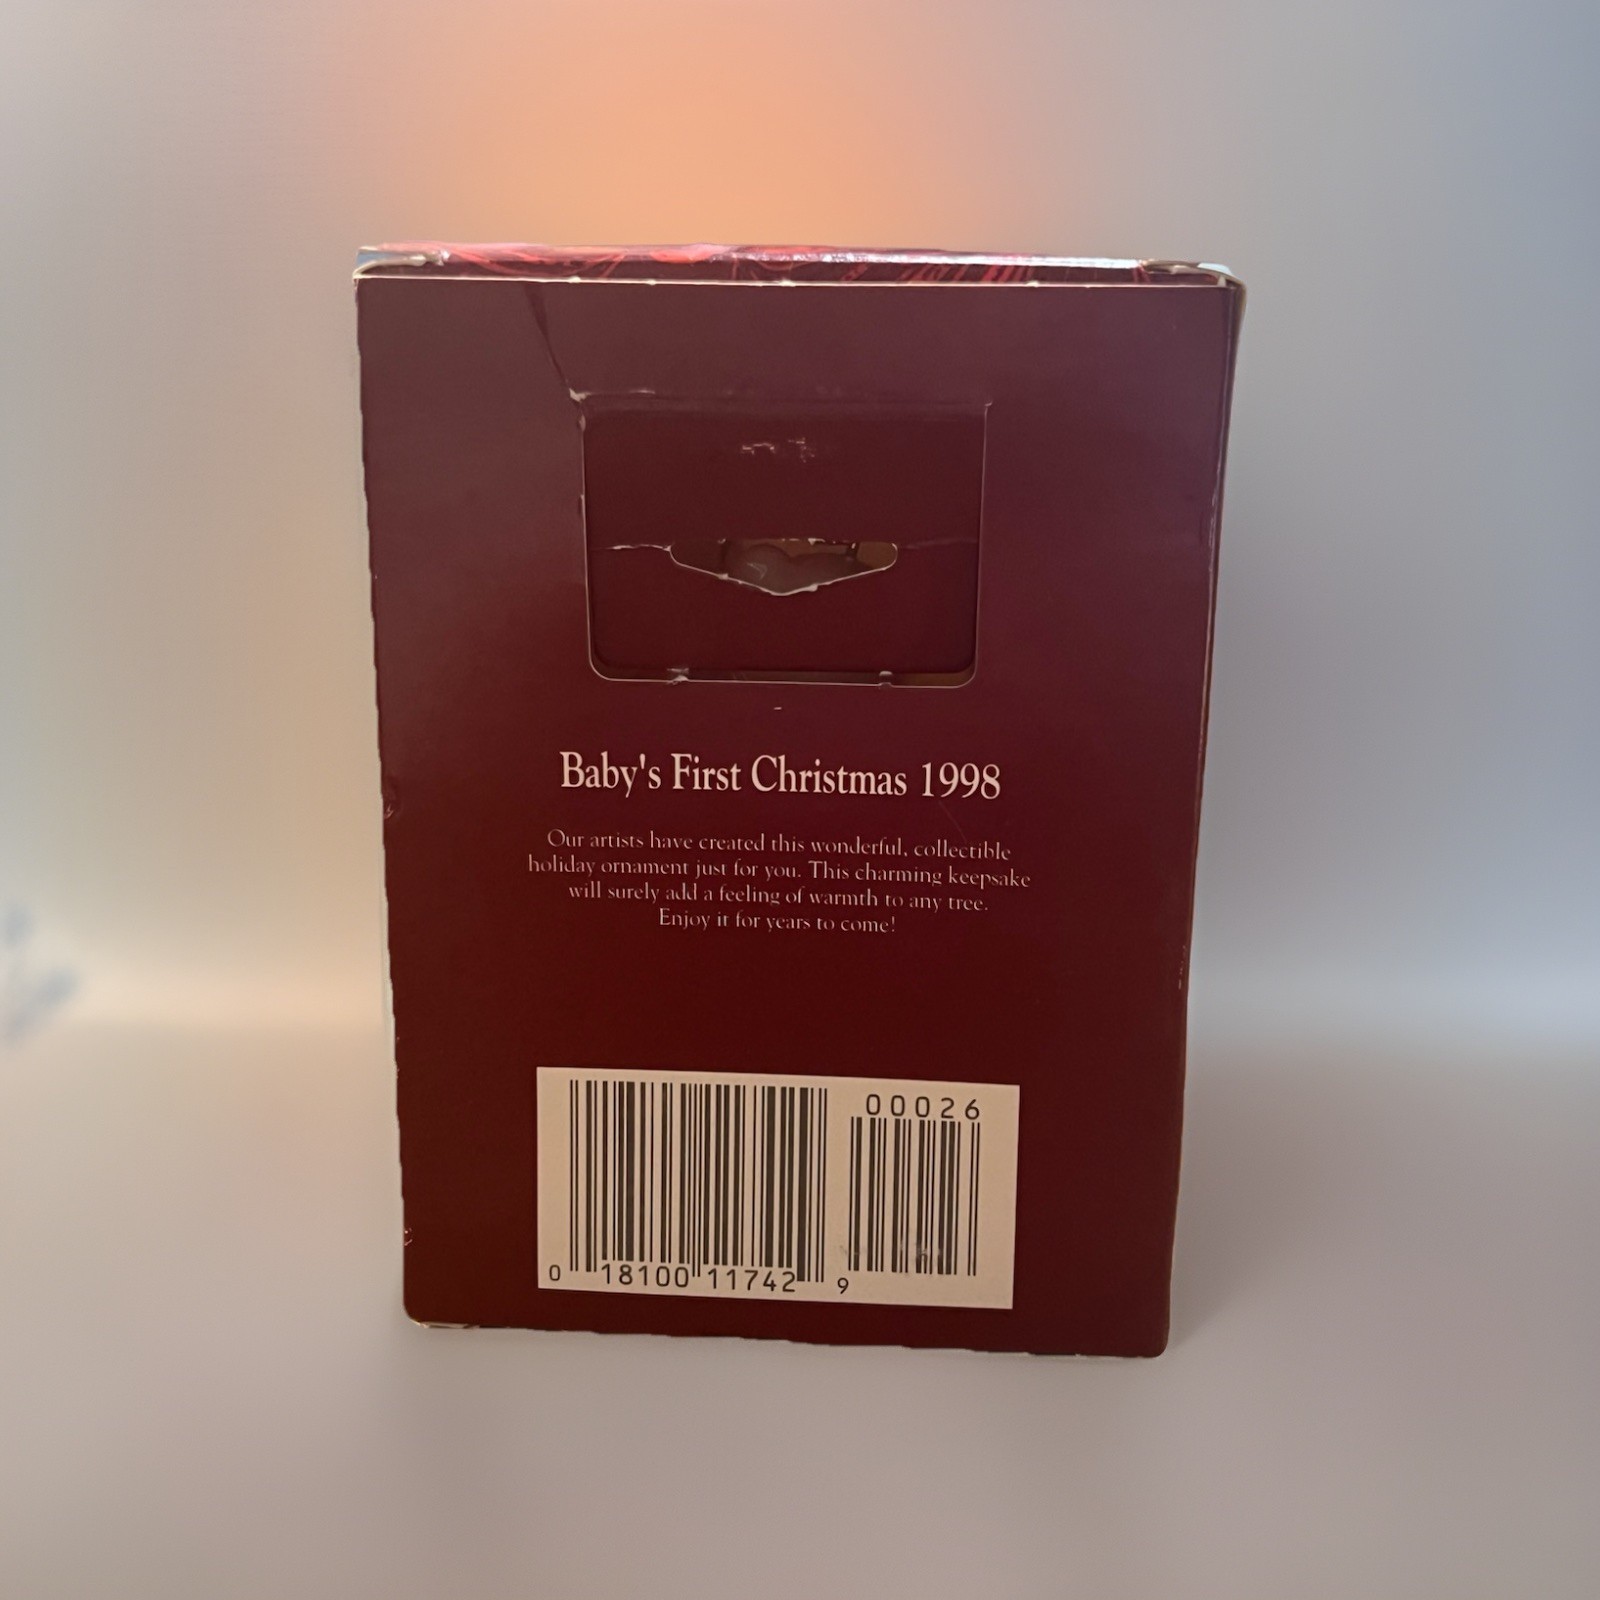 Baby's First Christmas 1998
Our artists have created this wonderful, collectible
holiday ornament just for you. This charming keepsake
will surely add a feeling of warmth to any tree.
Enjoy it for years to come!
00026
0 18100 11742 9